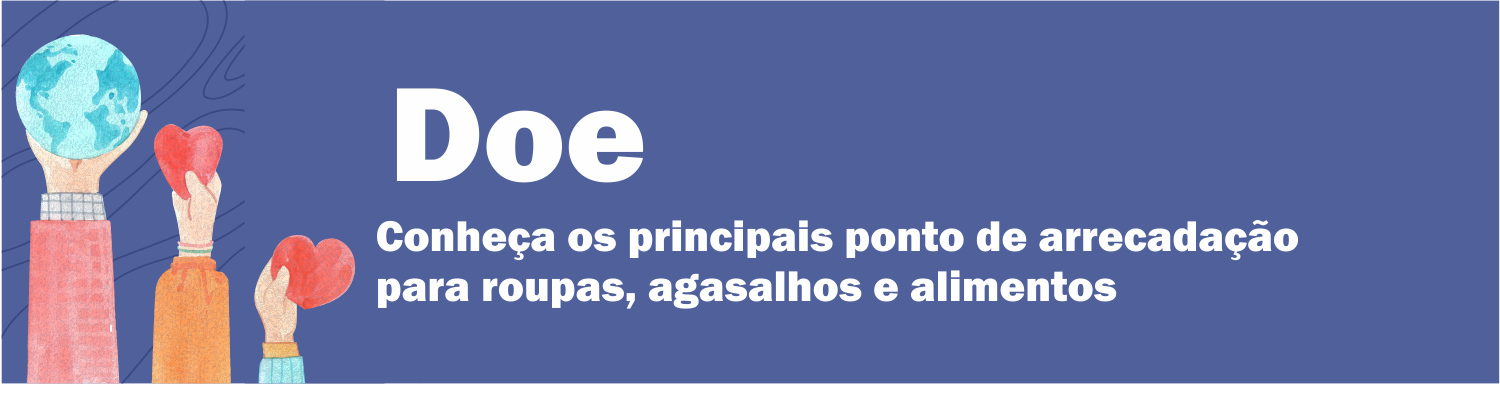 Doe
Conheça os principais ponto de arrecadação
para roupas, agasalhos e alimentos